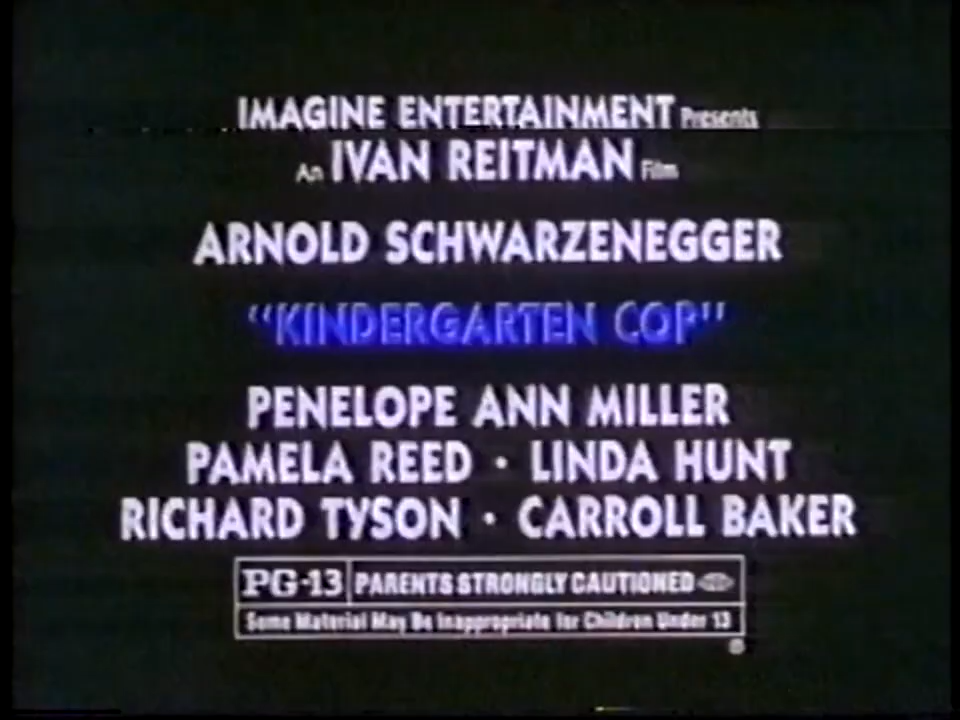 IMAGINE ENTERTAINMENT Presents
An IVAN REITMAN Film
ARNOLD SCHWARZENEGGER
"KINDERGARTEN COP"
PENELOPE ANN MILLER
PAMELA REED • LINDA HUNT
RICHARD TYSON • CARROLL BAKER
PG-13 PARENTS STRONGLY CAUTIONED
Some Material May Be Inappropriate for Children Under 13